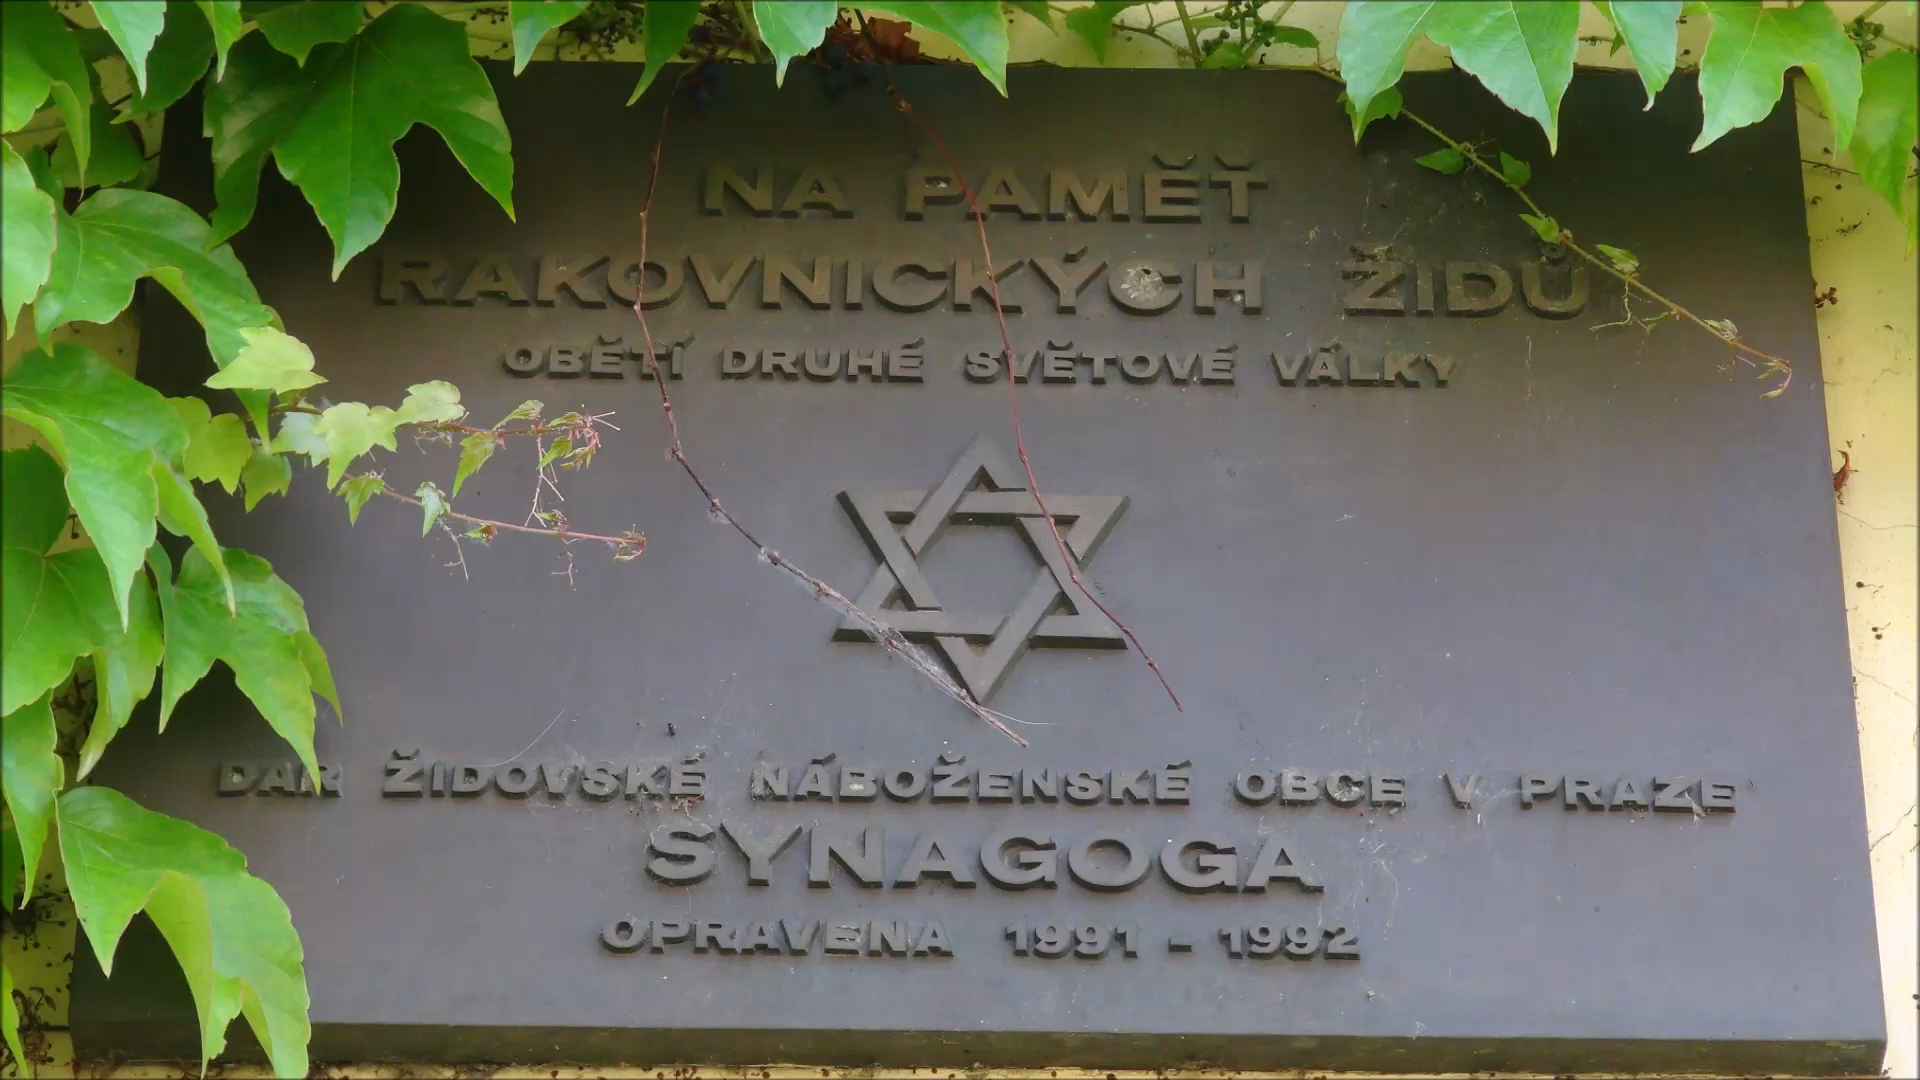 NA PAMĚŤ
RAKOVNICKÝCH ŽIDŮ
OBĚTÍ DRUHÉ SVĚTOVÉ VÁLKY
DAR ŽIDOVSKÉ NÁBOŽENSKÉ OBCE V PRAZE
SYNAGOGA
OPRAVENA 1991 - 1992